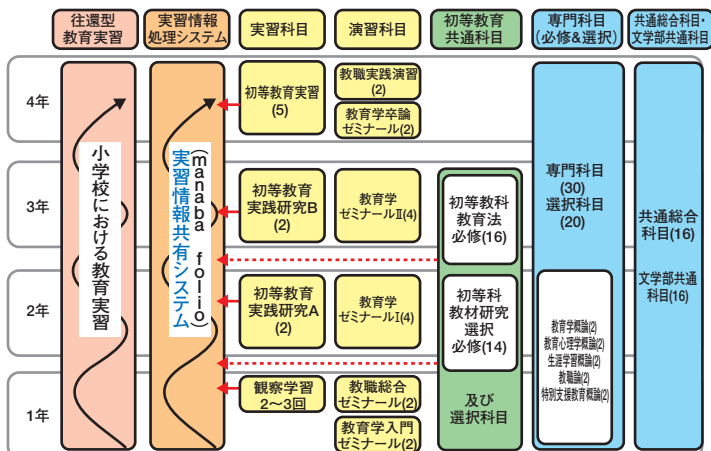 往還型
教育実習
実習情報
処理システム
実習科目
演習科目
初等教育
共通科目
専門科目
(必修&選択)
共通総合科目・
文学部共通科目
4年
3年
2年
1年
小学校における教育実習
実習情報共有システム
(manaba folio)
初等教育実習
(5)
初等教育
実践研究B
(2)
初等教育
実践研究A
(2)
観察学習
2〜3回
教職実践演習
(2)
教育学卒論
ゼミナール(2)
教育学
ゼミナールⅡ(4)
教育学
ゼミナールⅠ(4)
教職総合
ゼミナール(2)
教育学入門
ゼミナール(2)
初等教科
教育法
必修(16)
初等科
教材研究
選択
必修(14)
及び
選択科目
専門科目
(30)
選択科目
(20)
教育学概論(2)
教育心理学概論(2)
生涯学習概論(2)
教職論(2)
特別支援教育概論(2)
共通総合
科目(16)
文学部共通
科目(16)